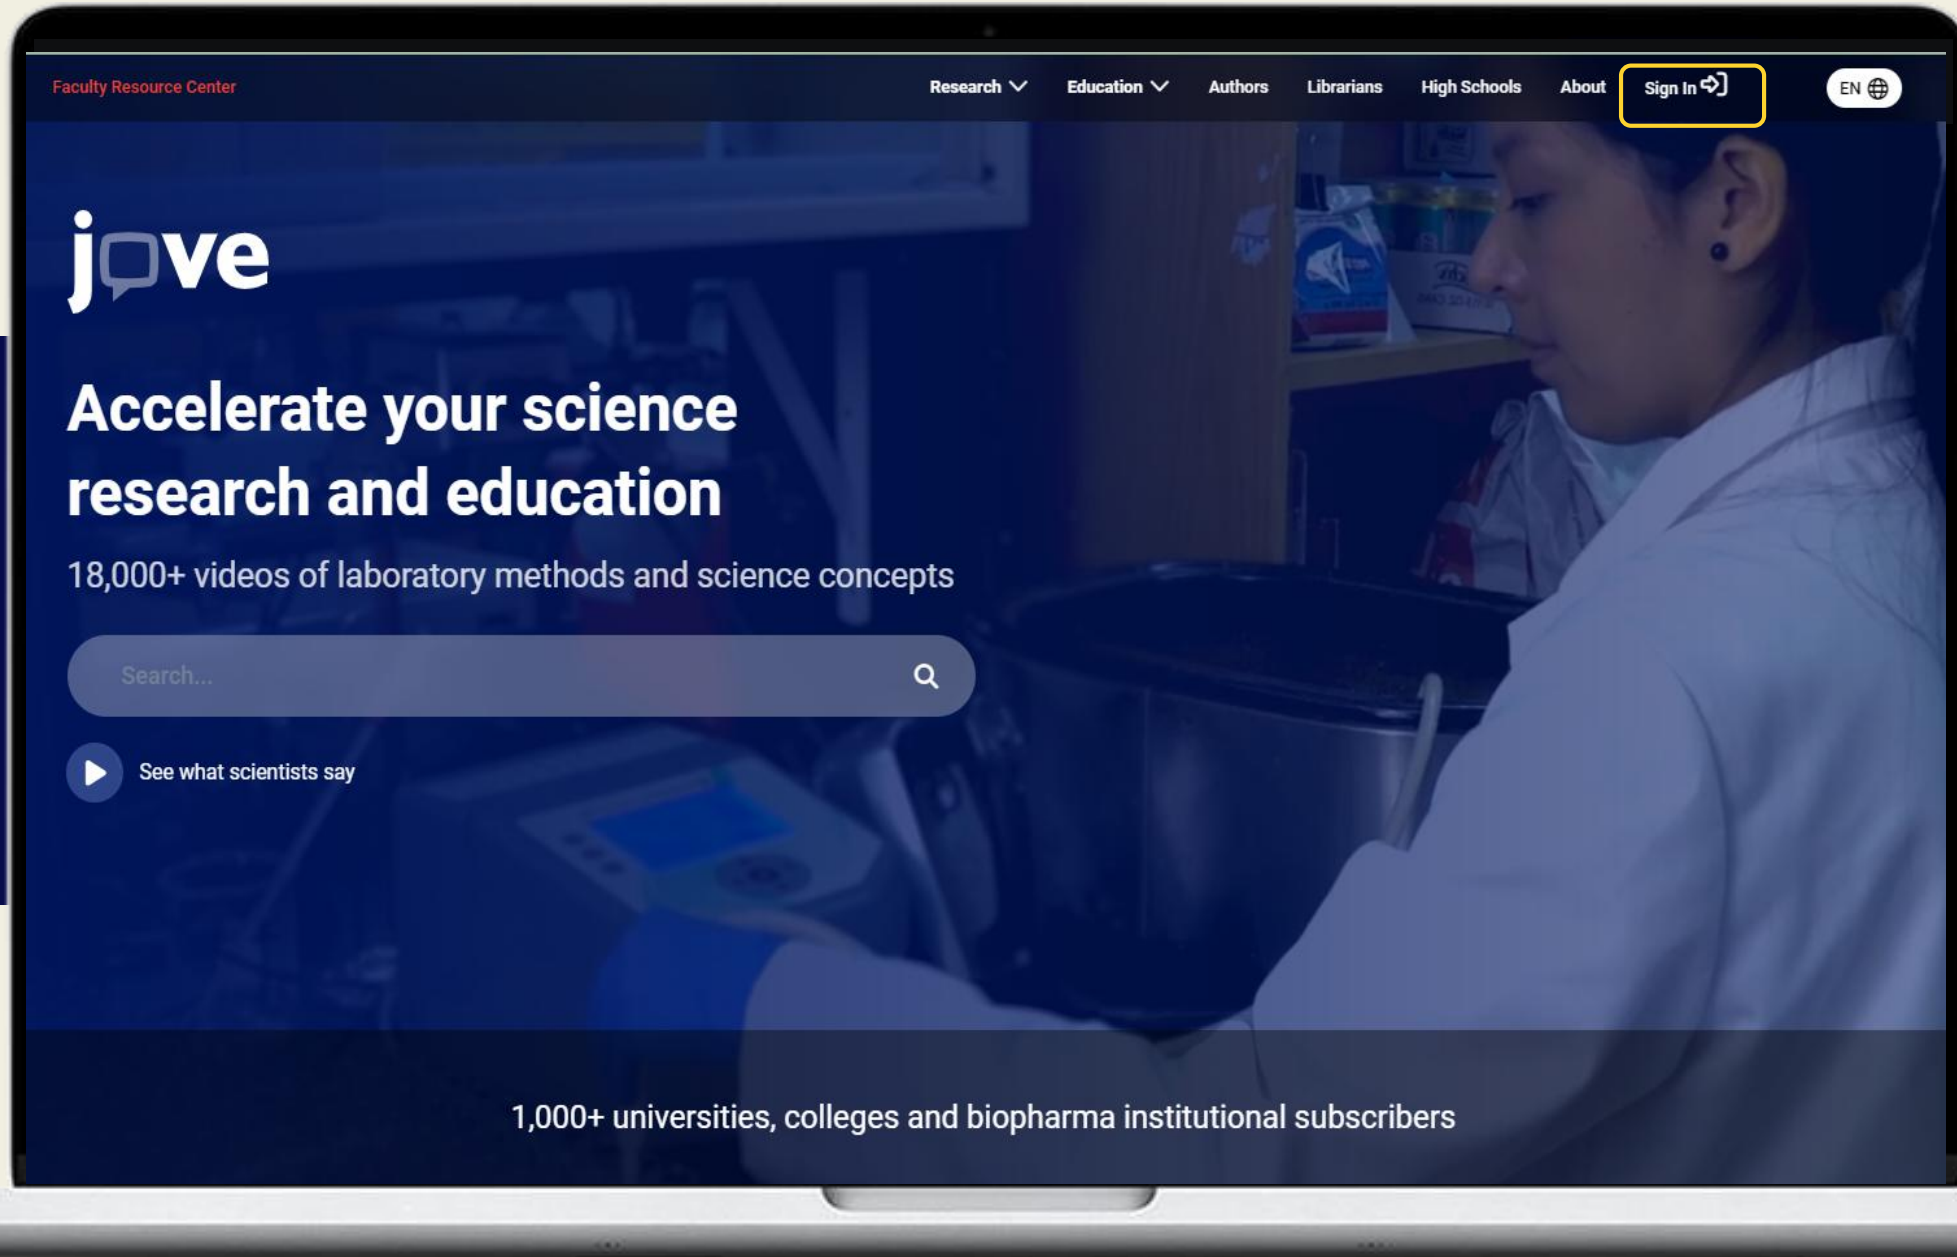 Faculty Resource Center
Research Education Authors Librarians High Schools About Sign In EN
jove
Accelerate your science
research and education
18,000+ videos of laboratory methods and science concepts
Search...
See what scientists say
1,000+ universities, colleges and biopharma institutional subscribers